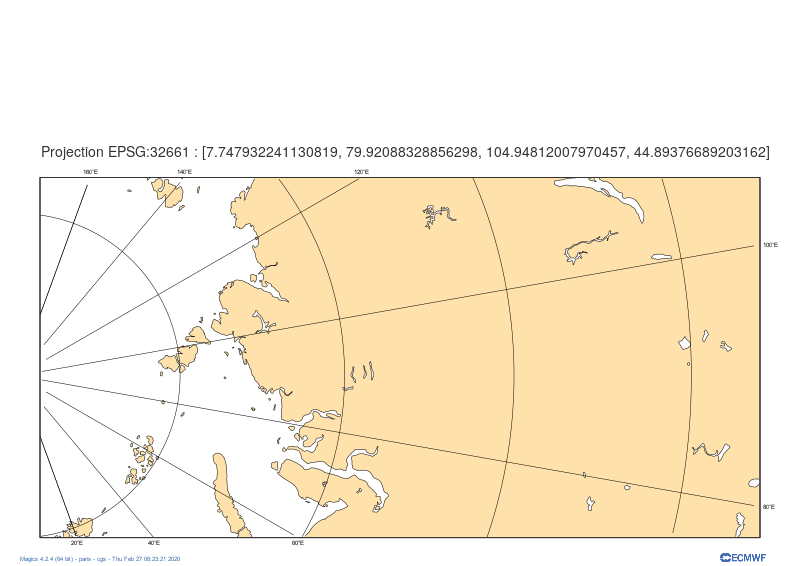 Projection EPSG:32661 : [7.747932241130819, 79.92088328856298, 104.94812007970457, 44.89376689203162]
160°E 140°E 120°E
100°E
80°E
20°E 40°E 60°E
Magics 4.2.4 (64 bit) - paris - cgs - Thu Feb 27 08:23:21 2020
ECMWF